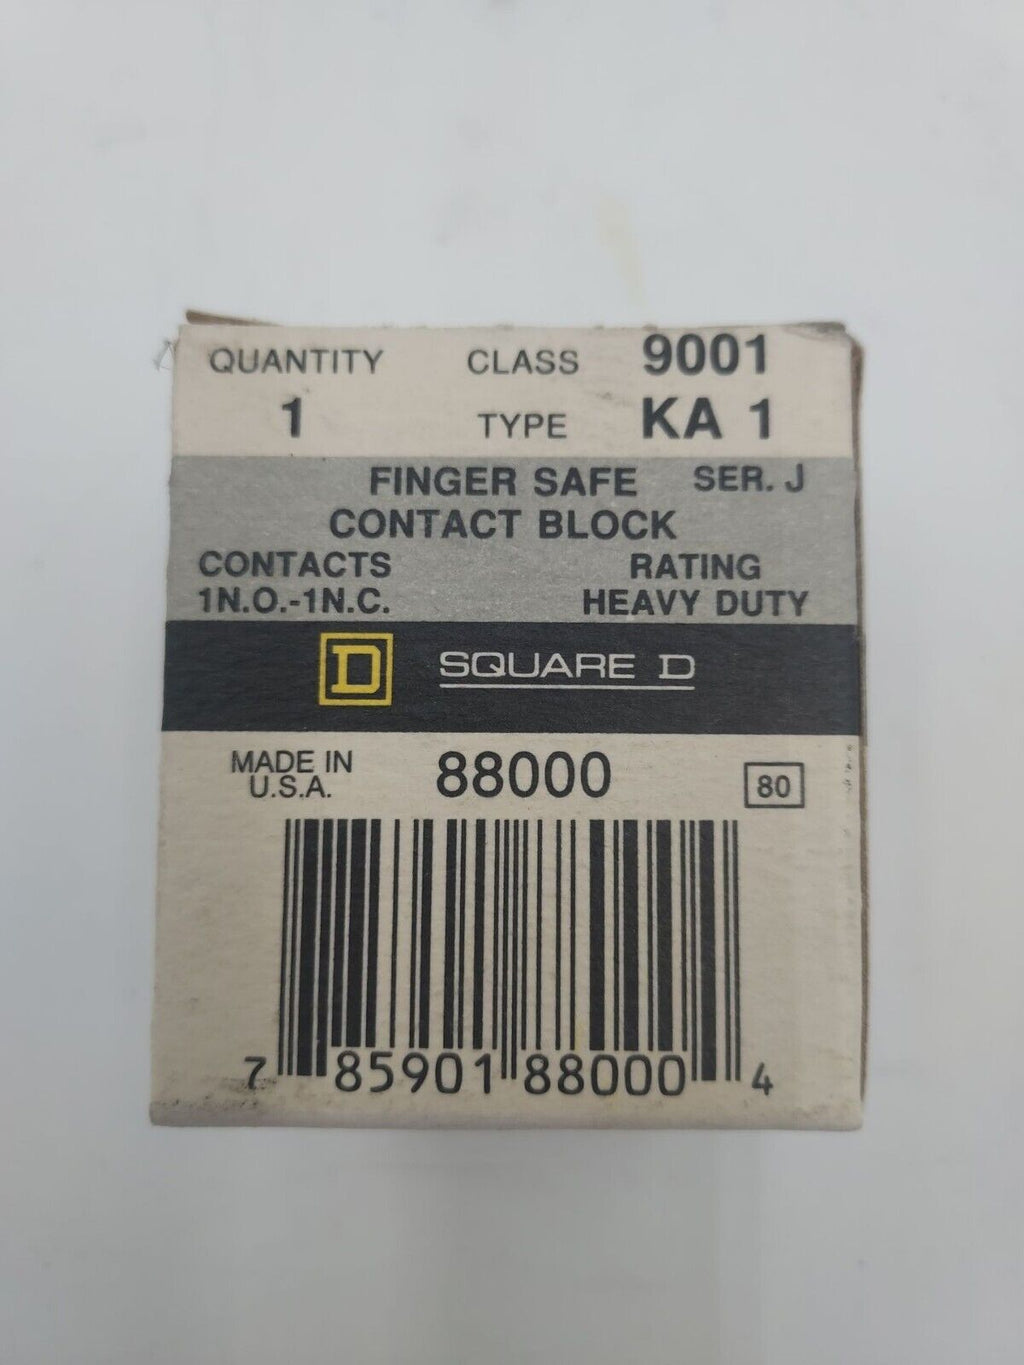 QUANTITY CLASS 9001
1 TYPE KA 1
FINGER SAFE SER. J
CONTACT BLOCK
CONTACTS RATING
1N.O.-1N.C. HEAVY DUTY
D SQUARE D
MADE IN 88000
U.S.A. 80
7 85901 88000 4